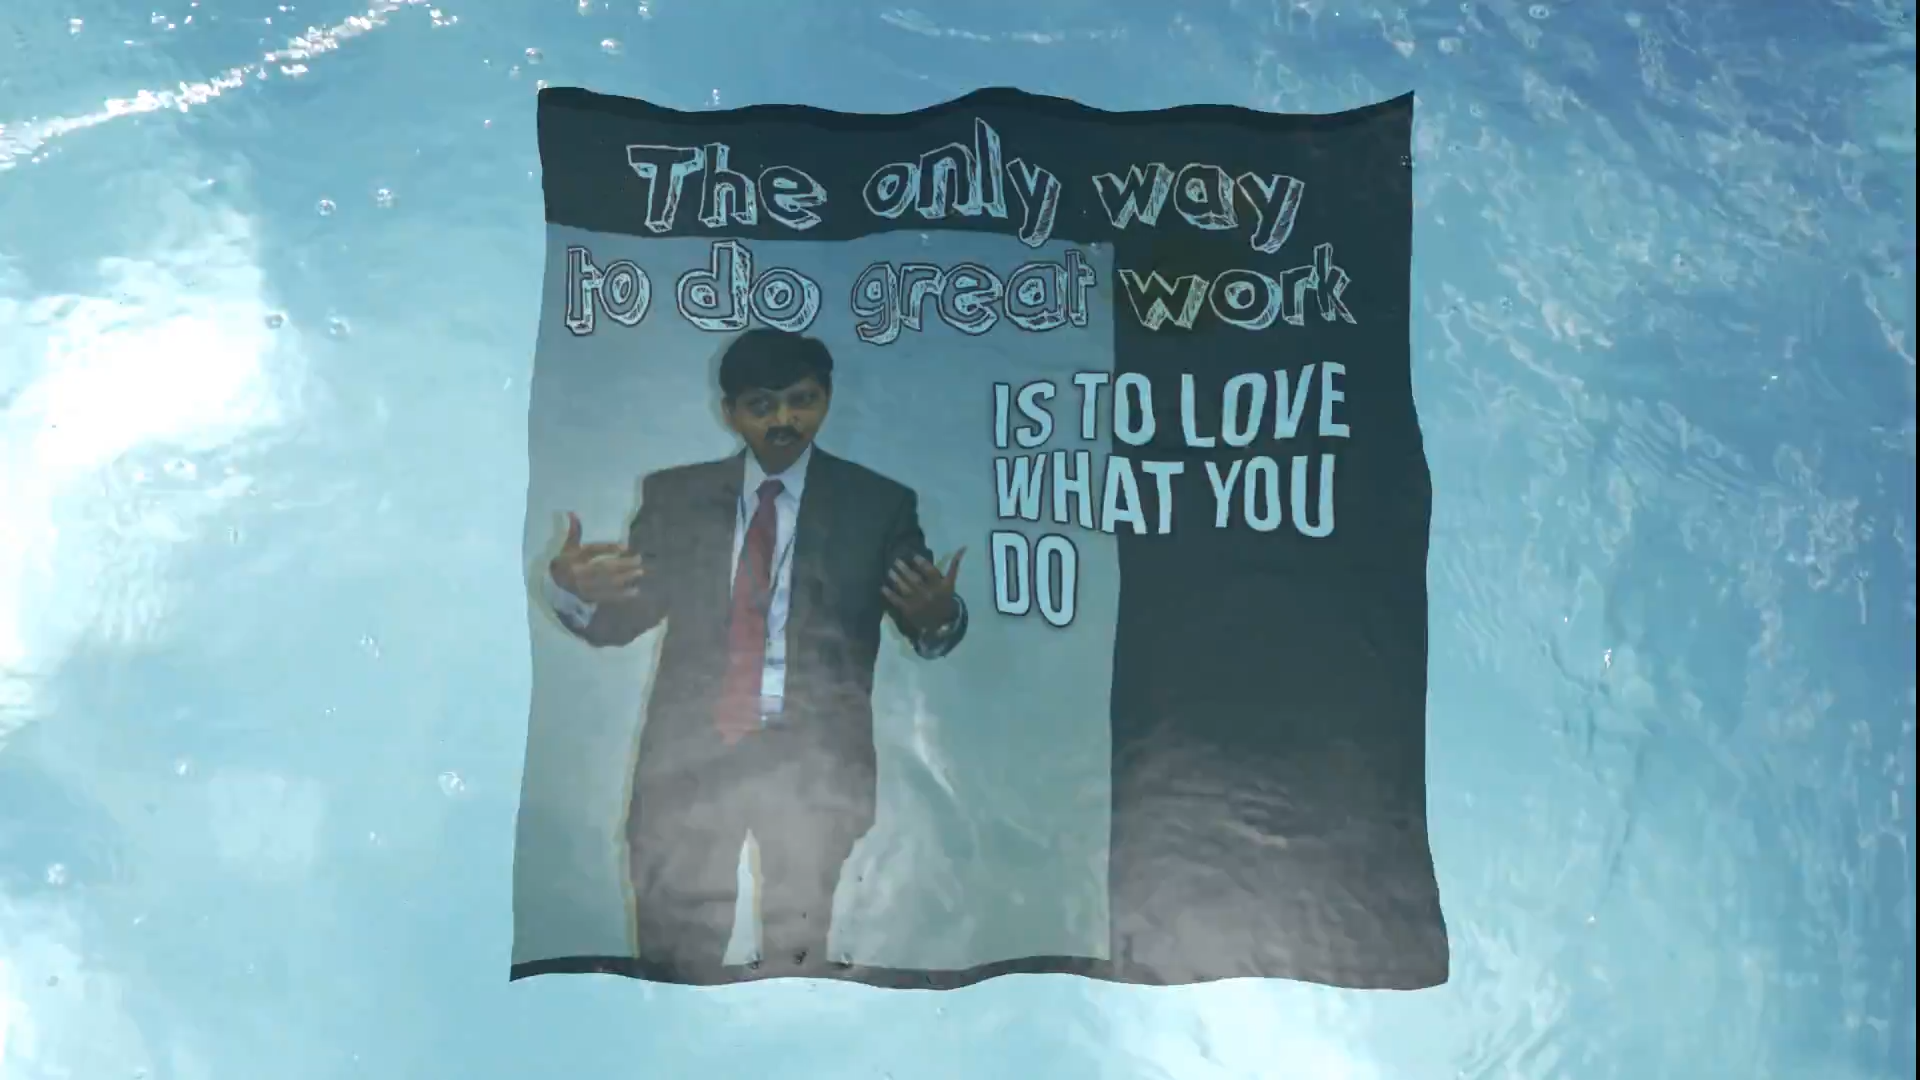 The only way
to do great work
IS TO LOVE
WHAT YOU
DO